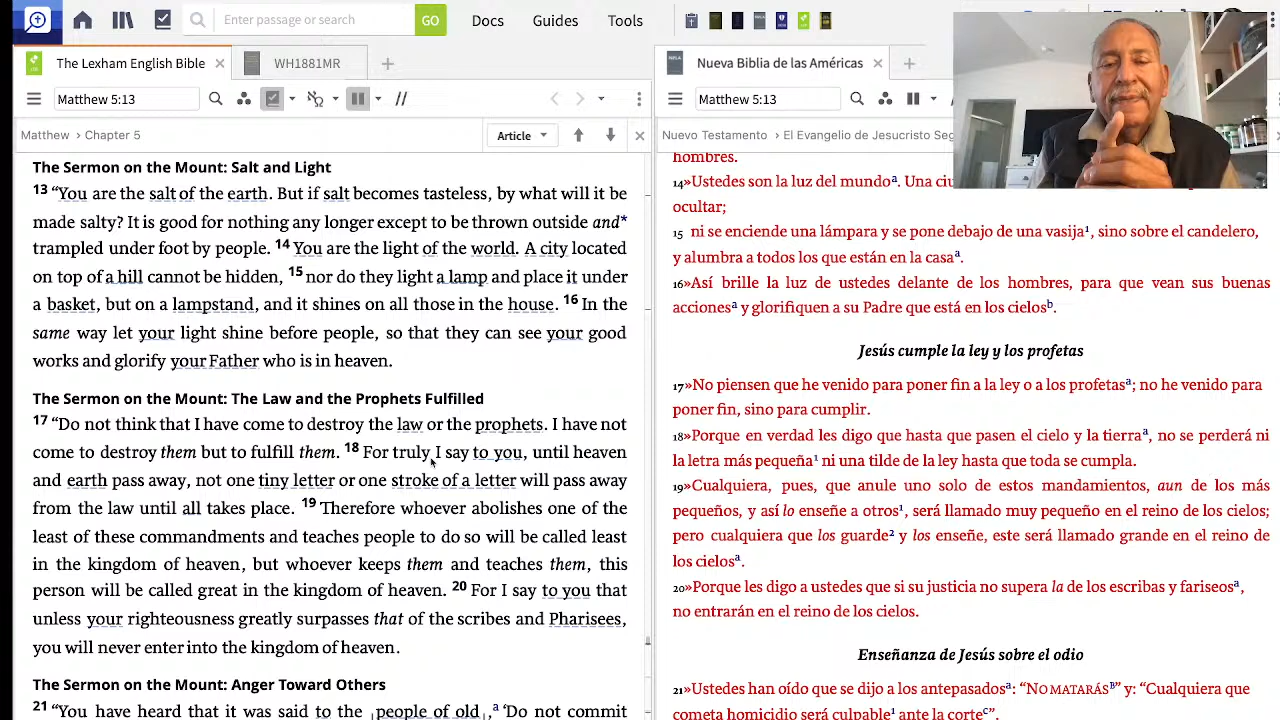 Enter passage or search
GO
Docs
Guides
Tools
The Lexham English Bible
WH1881MR
Nueva Biblia de las Américas
Matthew 5:13
Matthew 5:13
Matthew > Chapter 5
Article
Nuevo Testamento > El Evangelio de Jesucristo Seg
The Sermon on the Mount: Salt and Light
13 “You are the salt of the earth. But if salt becomes tasteless, by what will it be
made salty? It is good for nothing any longer except to be thrown outside and*
trampled under foot by people. 14 You are the light of the world. A city located
on top of a hill cannot be hidden, 15 nor do they light a lamp and place it under
a basket, but on a lampstand, and it shines on all those in the house. 16 In the
same way let your light shine before people, so that they can see your good
works and glorify your Father who is in heaven.
The Sermon on the Mount: The Law and the Prophets Fulfilled
17 “Do not think that I have come to destroy the law or the prophets. I have not
come to destroy them but to fulfill them. 18 For truly I say to you, until heaven
and earth pass away, not one tiny letter or one stroke of a letter will pass away
from the law until all takes place. 19 Therefore whoever abolishes one of the
least of these commandments and teaches people to do so will be called least
in the kingdom of heaven, but whoever keeps them and teaches them, this
person will be called great in the kingdom of heaven. 20 For I say to you that
unless your righteousness greatly surpasses that of the scribes and Pharisees,
you will never enter into the kingdom of heaven.
The Sermon on the Mount: Anger Toward Others
21 “You have heard that it was said to the people of old,a ‘Do not commit
hombres.
14»Ustedes son la luz del mundoa. Una ciu
ocultar;
15 ni se enciende una lámpara y se pone debajo de una vasija1, sino sobre el candelero,
y alumbra a todos los que están en la casaa.
16»Así brille la luz de ustedes delante de los hombres, para que vean sus buenas
accionesa y glorifiquen a su Padre que está en los cielosb.
Jesús cumple la ley y los profetas
17»No piensen que he venido para poner fin a la ley o a los profetasa; no he venido para
poner fin, sino para cumplir.
18»Porque en verdad les digo que hasta que pasen el cielo y la tierraa, no se perderá ni
la letra más pequeña1 ni una tilde de la ley hasta que toda se cumpla.
19»Cualquiera, pues, que anule uno solo de estos mandamientos, aun de los más
pequeños, y así lo enseñe a otros1, será llamado muy pequeño en el reino de los cielos;
pero cualquiera que los guarde2 y los enseñe, este será llamado grande en el reino de
los cielosa.
20»Porque les digo a ustedes que si su justicia no supera la de los escribas y fariseosa,
no entrarán en el reino de los cielos.
Enseñanza de Jesús sobre el odio
21»Ustedes han oído que se dijo a los antepasadosa: “NO MATARÁSB” y: “Cualquiera que
cometa homicidio será culpable1 ante la cortec”.